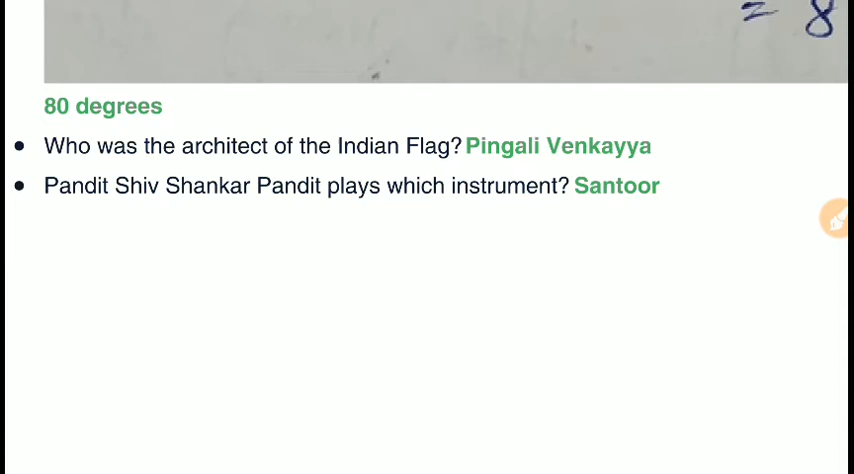 = 8
80 degrees
Who was the architect of the Indian Flag? Pingali Venkayya
Pandit Shiv Shankar Pandit plays which instrument? Santoor